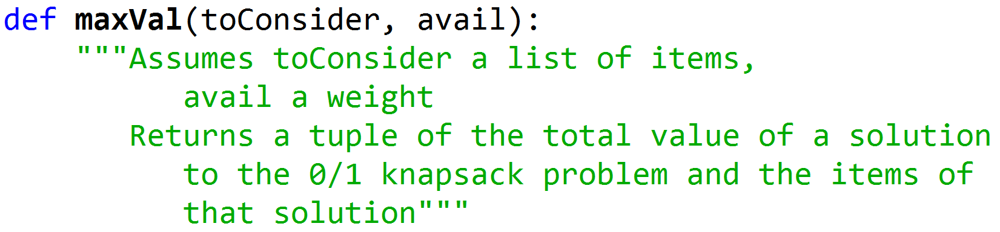 def maxVal(toConsider, avail):
"""Assumes toConsider a list of items,
avail a weight
Returns a tuple of the total value of a solution
to the 0/1 knapsack problem and the items of
that solution"""